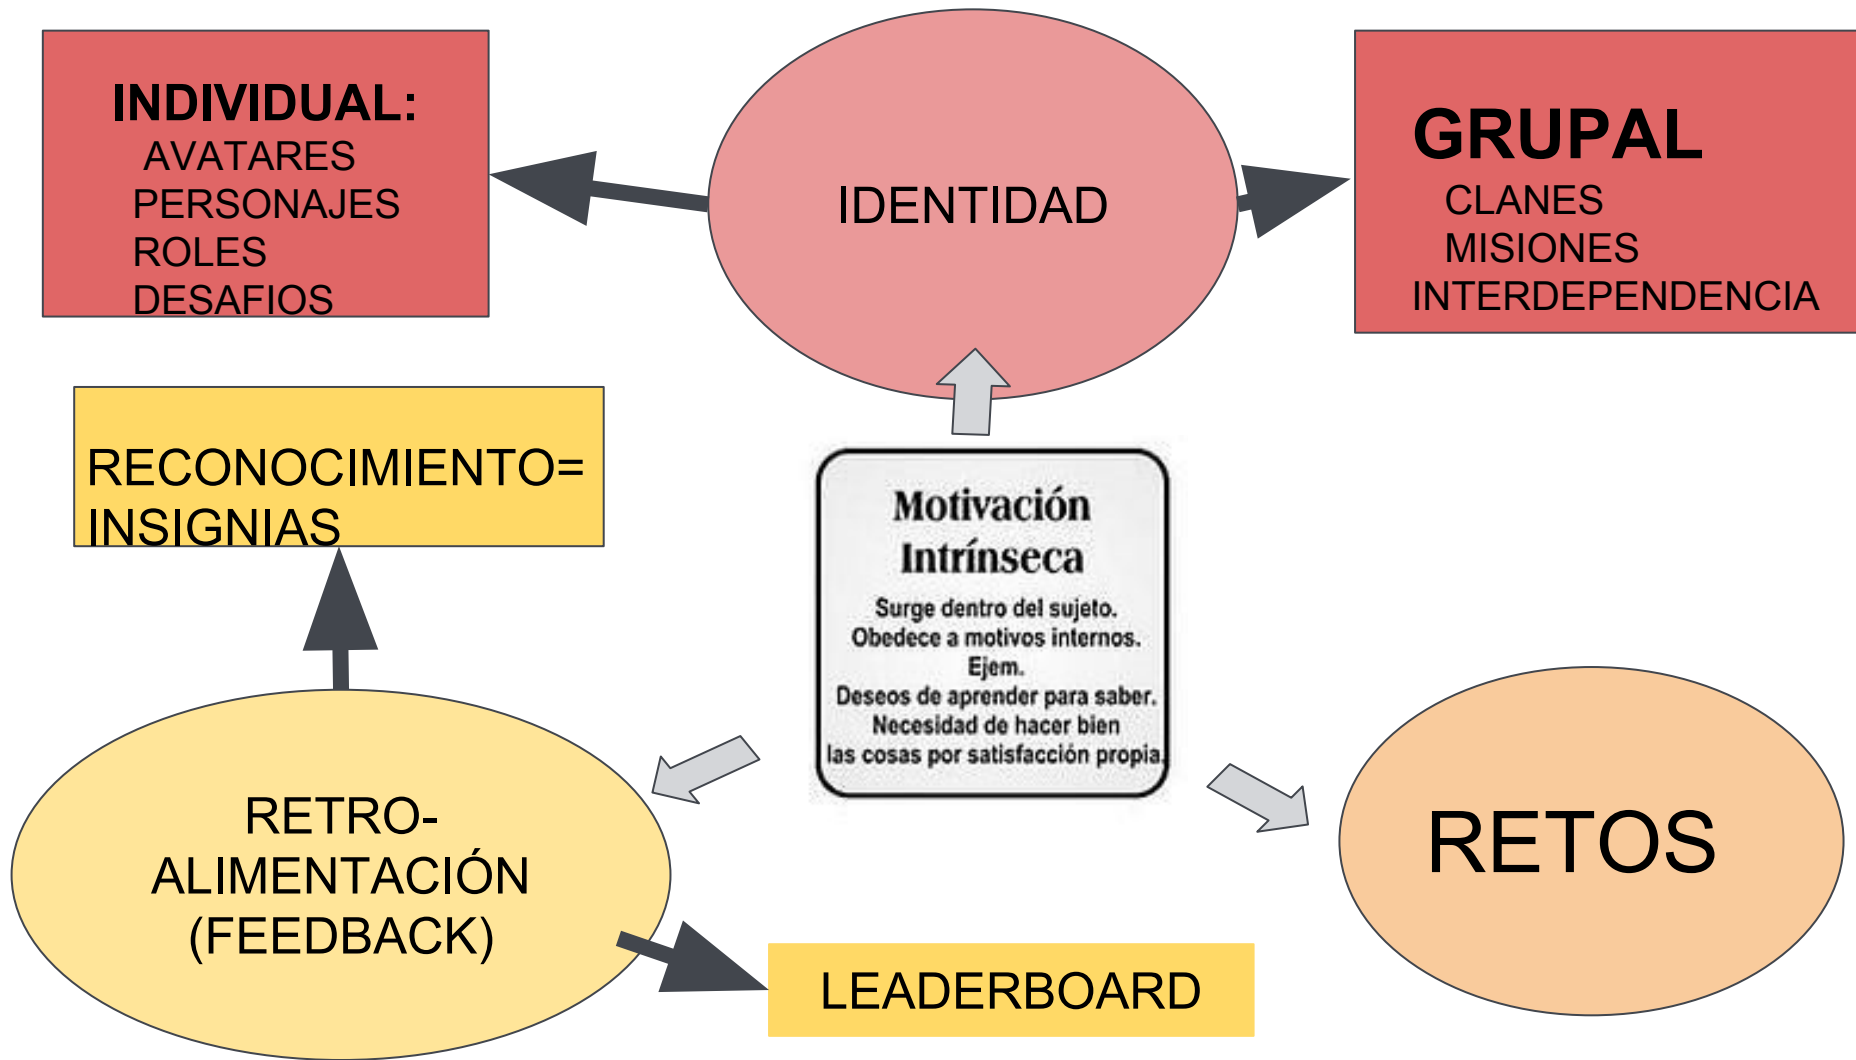 INDIVIDUAL:
AVATARES
PERSONAJES
ROLES
DESAFIOS
IDENTIDAD
GRUPAL
CLANES
MISIONES
INTERDEPENDENCIA
RECONOCIMIENTO=
INSIGNIAS
Motivación
Intrínseca
Surge dentro del sujeto.
Obedece a motivos internos.
Ejem.
Deseos de aprender para saber.
Necesidad de hacer bien
las cosas por satisfacción propia.
RETRO-
ALIMENTACIÓN
(FEEDBACK)
RETOS
LEADERBOARD